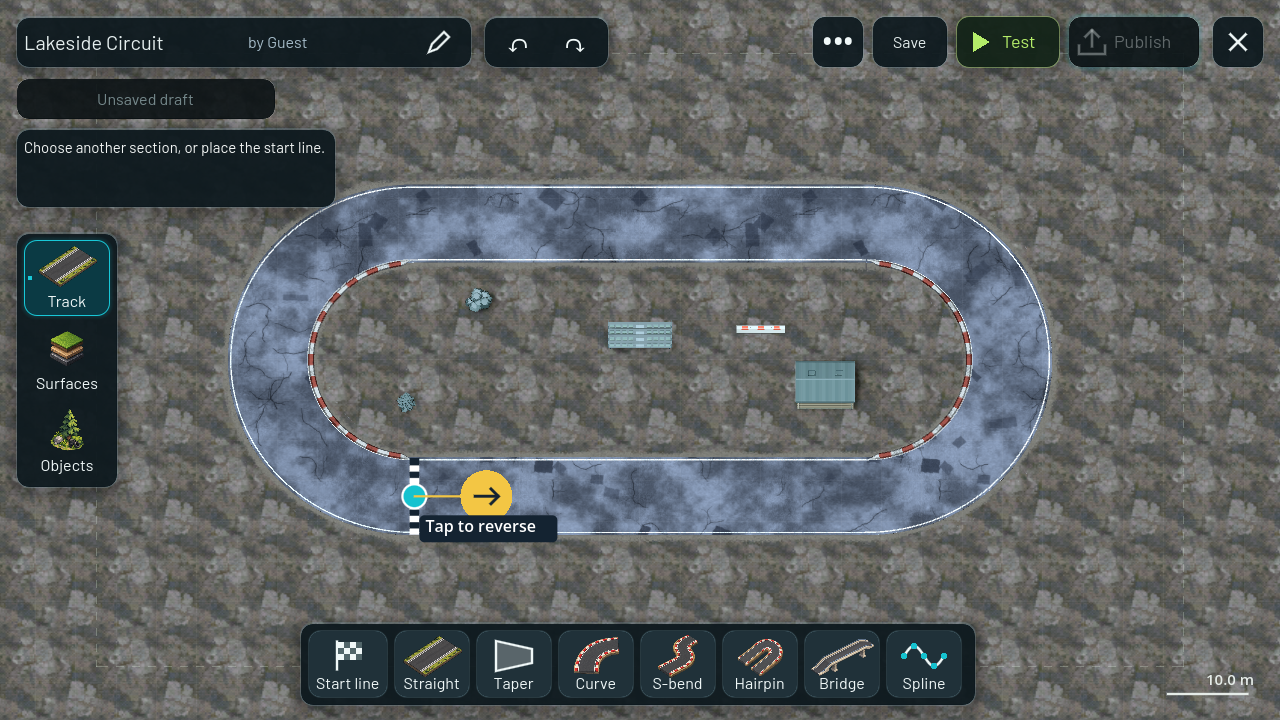 Lakeside Circuit by Guest
••• Save Test Publish
Unsaved draft
Choose another section, or place the start line.
Track
Surfaces
Objects
Tap to reverse
Start line Straight Taper Curve S-bend Hairpin Bridge Spline
10.0 m